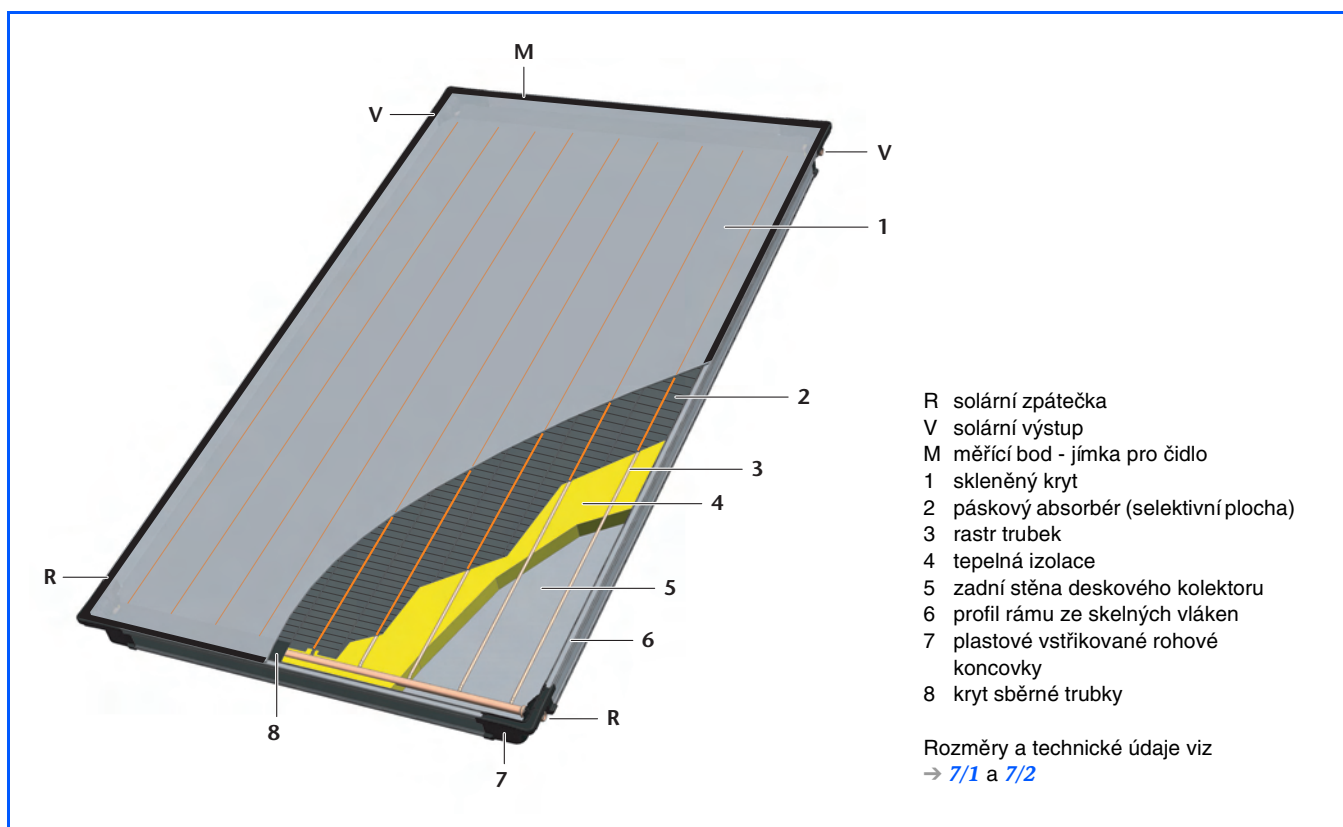 M
V
V
1
2
3
4
R
5
6
8
R
7
R solární zpátečka
V solární výstup
M měřící bod - jímka pro čidlo
1 skleněný kryt
2 páskový absorbér (selektivní plocha)
3 rastr trubek
4 tepelná izolace
5 zadní stěna deskového kolektoru
6 profil rámu ze skelných vláken
7 plastové vstřikované rohové
koncovky
8 kryt sběrné trubky
Rozměry a technické údaje viz
→ 7/1 a 7/2